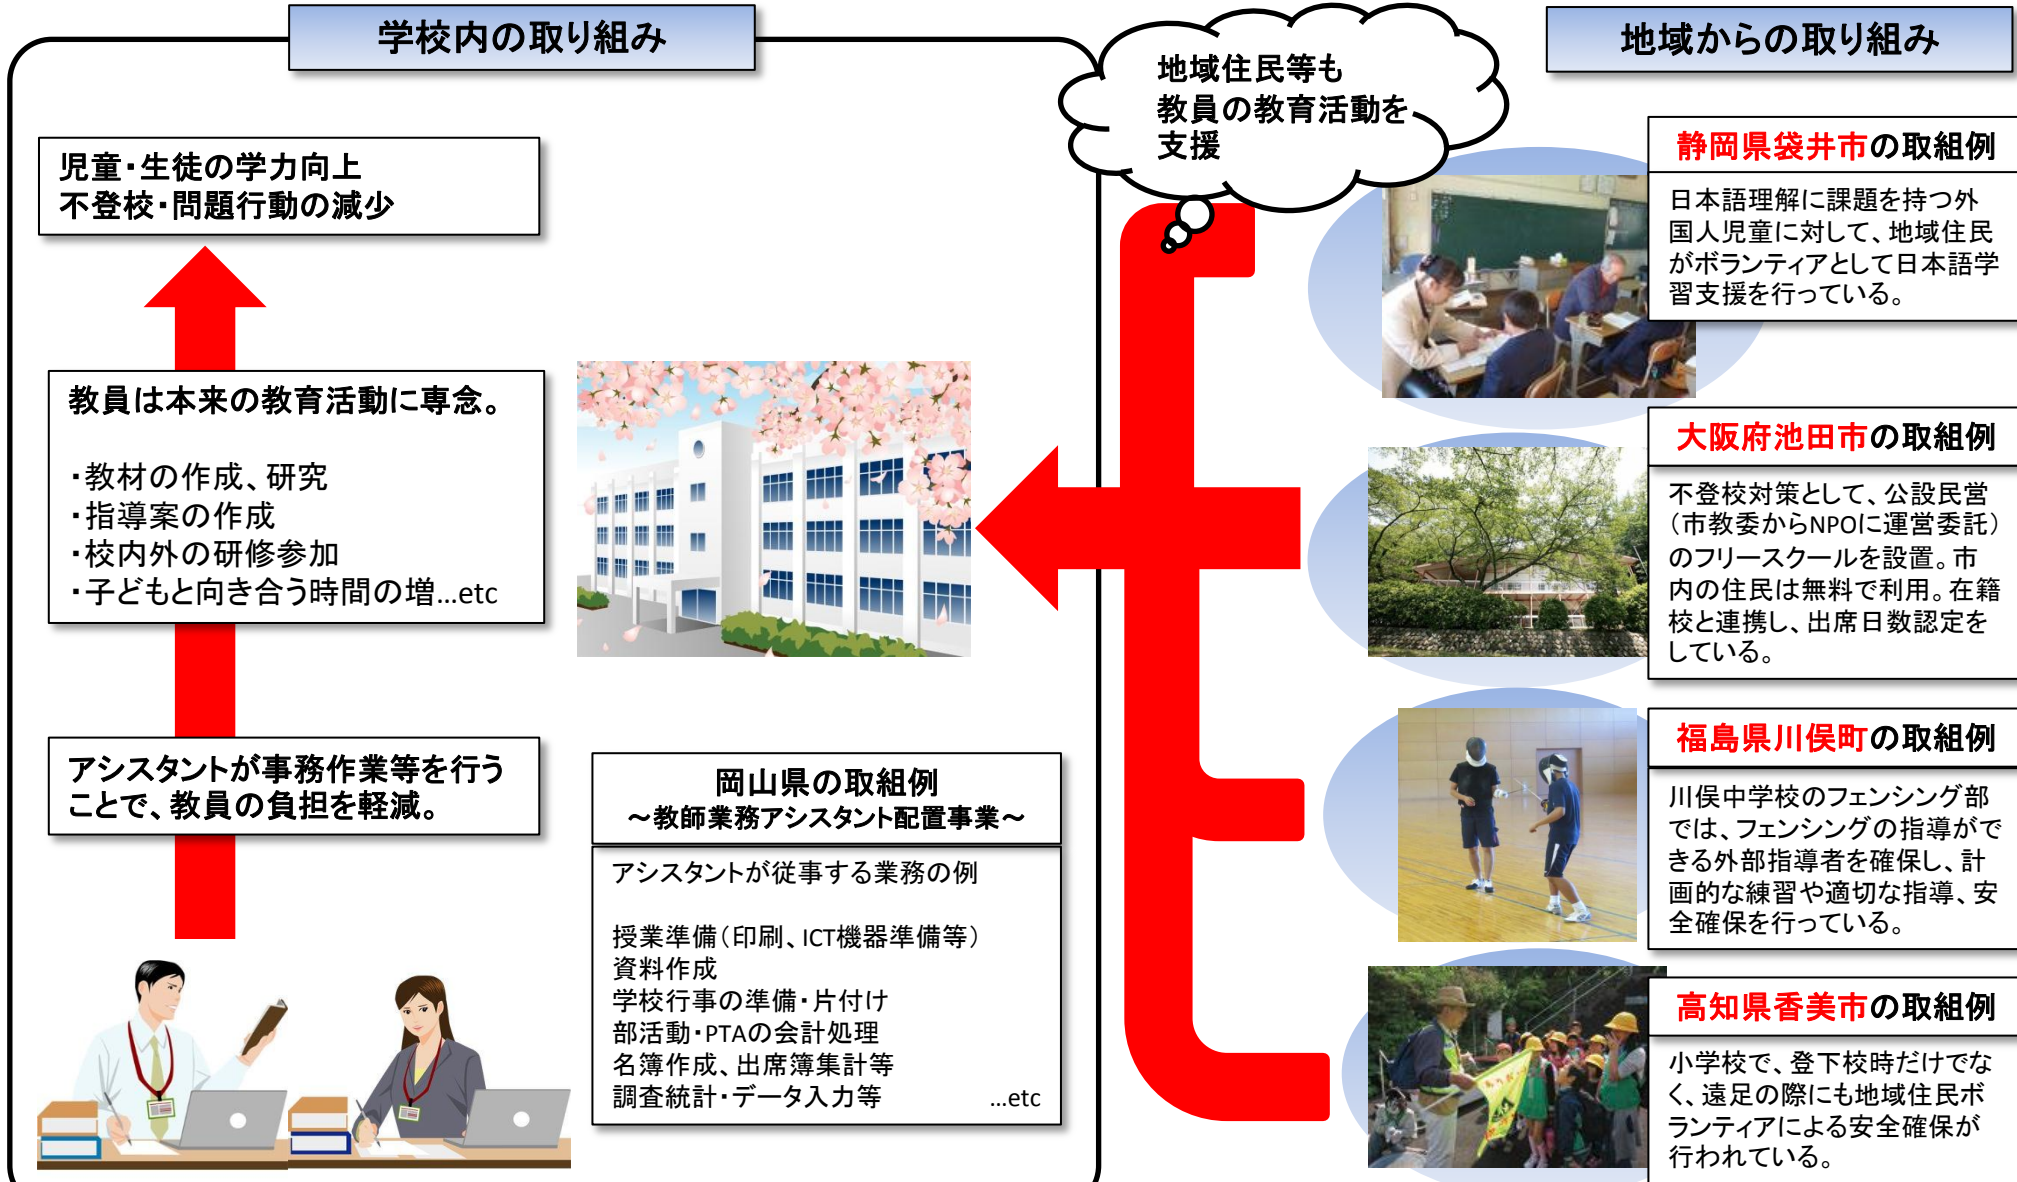 学校内の取り組み
児童・生徒の学力向上
不登校・問題行動の減少
教員は本来の教育活動に専念。
・教材の作成、研究
・指導案の作成
・校内外の研修参加
・子どもと向き合う時間の増…etc
アシスタントが事務作業等を行う
ことで、教員の負担を軽減。
岡山県の取組例
～教師業務アシスタント配置事業～
アシスタントが従事する業務の例
授業準備（印刷、ICT機器準備等）
資料作成
学校行事の準備・片付け
部活動・PTAの会計処理
名簿作成、出席簿集計等
調査統計・データ入力等 …etc
地域住民等も
教員の教育活動を
支援
地域からの取り組み
静岡県袋井市の取組例
日本語理解に課題を持つ外
国人児童に対して、地域住民
がボランティアとして日本語学
習支援を行っている。
大阪府池田市の取組例
不登校対策として、公設民営
（市教委からNPOに運営委託）
のフリースクールを設置。市
内の住民は無料で利用。在籍
校と連携し、出席日数認定を
している。
福島県川俣町の取組例
川俣中学校のフェンシング部
では、フェンシングの指導がで
きる外部指導者を確保し、計
画的な練習や適切な指導、安
全確保を行っている。
高知県香美市の取組例
小学校で、登下校時だけでな
く、遠足の際にも地域住民ボ
ランティアによる安全確保が
行われている。